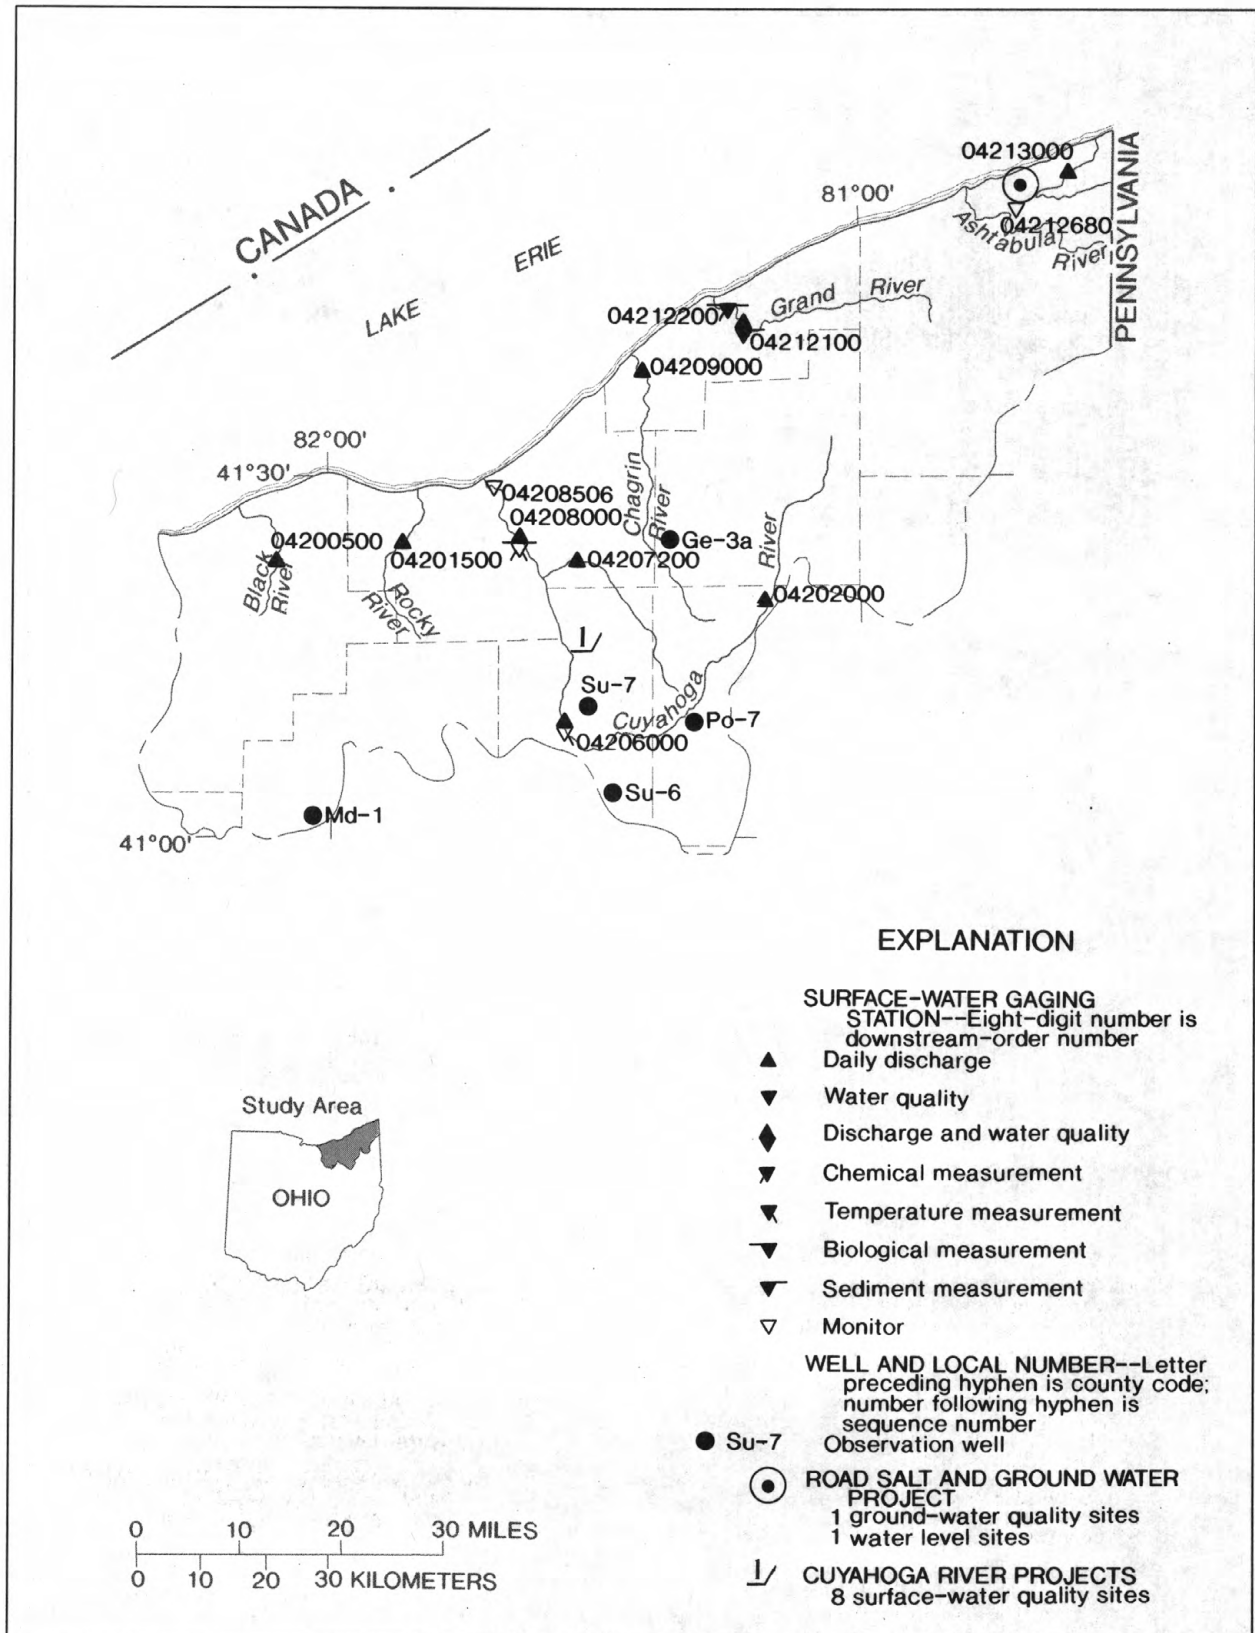 04213000
81°00'
PENNSYLVANIA
CANADA
Ashtabula
River
04212680
ERIE
LAKE
Grand River
04212200
04212100
04209000
82°00'
41°30'
04208506
04208000
Chagrin
River
04200500
04201500
04207200
Ge-3a
River
Black
River
Rocky
River
04202000
1
Su-7
Cuyahoga
Po-7
04206000
Su-6
Md-1
41°00'
EXPLANATION
SURFACE-WATER GAGING
STATION--Eight-digit number is
downstream-order number
Daily discharge
Water quality
Discharge and water quality
Chemical measurement
Temperature measurement
Biological measurement
Sediment measurement
Monitor
WELL AND LOCAL NUMBER--Letter
preceding hyphen is county code;
number following hyphen is
sequence number
Su-7 Observation well
ROAD SALT AND GROUND WATER
PROJECT
1 ground-water quality sites
1 water level sites
1 CUYAHOGA RIVER PROJECTS
8 surface-water quality sites
Study Area
OHIO
0 10 20 30 MILES
0 10 20 30 KILOMETERS